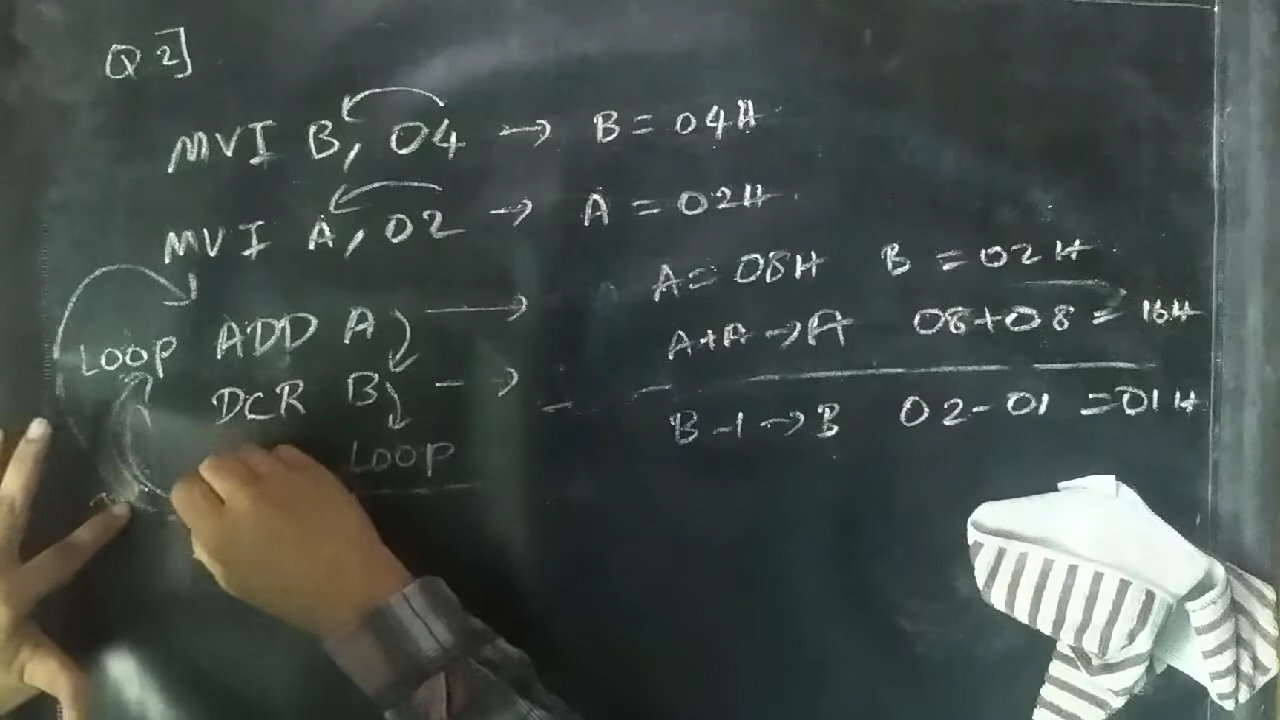 Q 2]
MVI B, 04 → B = 04H
MVI A, 02 → A = 02H
A = 08H B = 02H
LOOP ADD A → A+A → A 08+08 = 16H
DCR B → B-1 → B 02-01 = 01H
LOOP